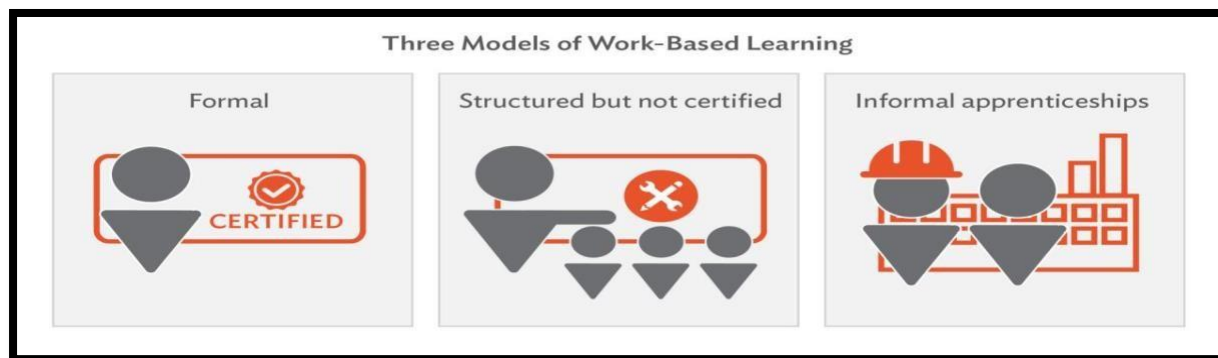 Three Models of Work-Based Learning
Formal
Structured but not certified
Informal apprenticeships
CERTIFIED